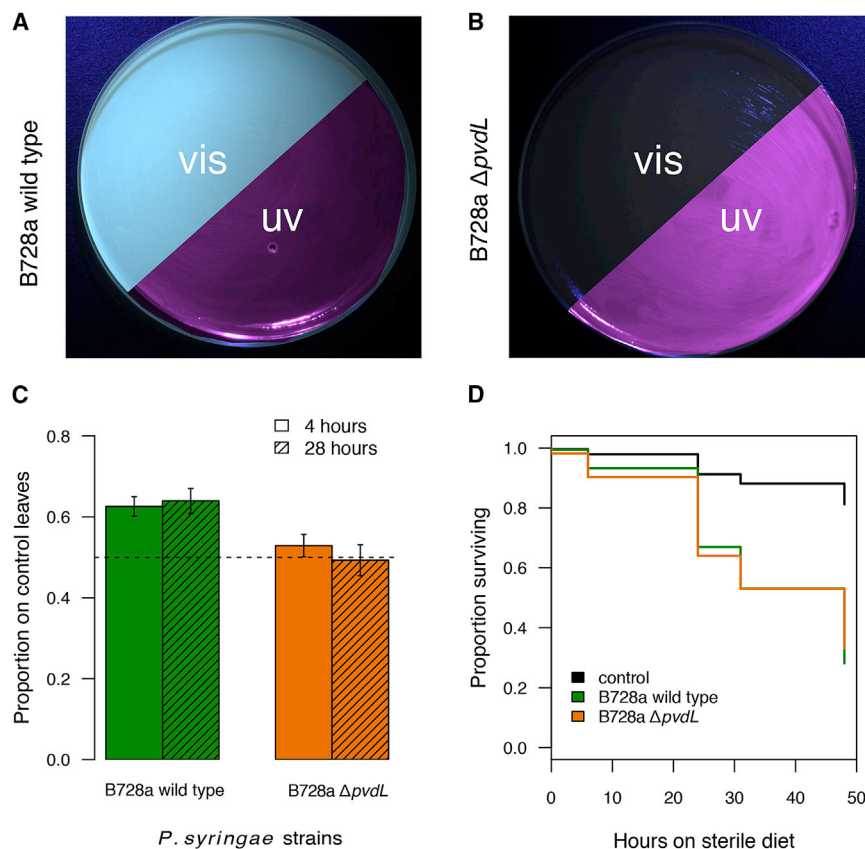 A
B728a wild type
vis
uv
B
B728a ΔpvdL
vis
uv
C
4 hours
28 hours
Proportion on control leaves
0.8
0.6
0.4
0.2
0.0
B728a wild type
B728a ΔpvdL
P. syringae strains
D
Proportion surviving
1.0
0.8
0.6
0.4
0.2
0.0
control
B728a wild type
B728a ΔpvdL
0 10 20 30 40 50
Hours on sterile diet